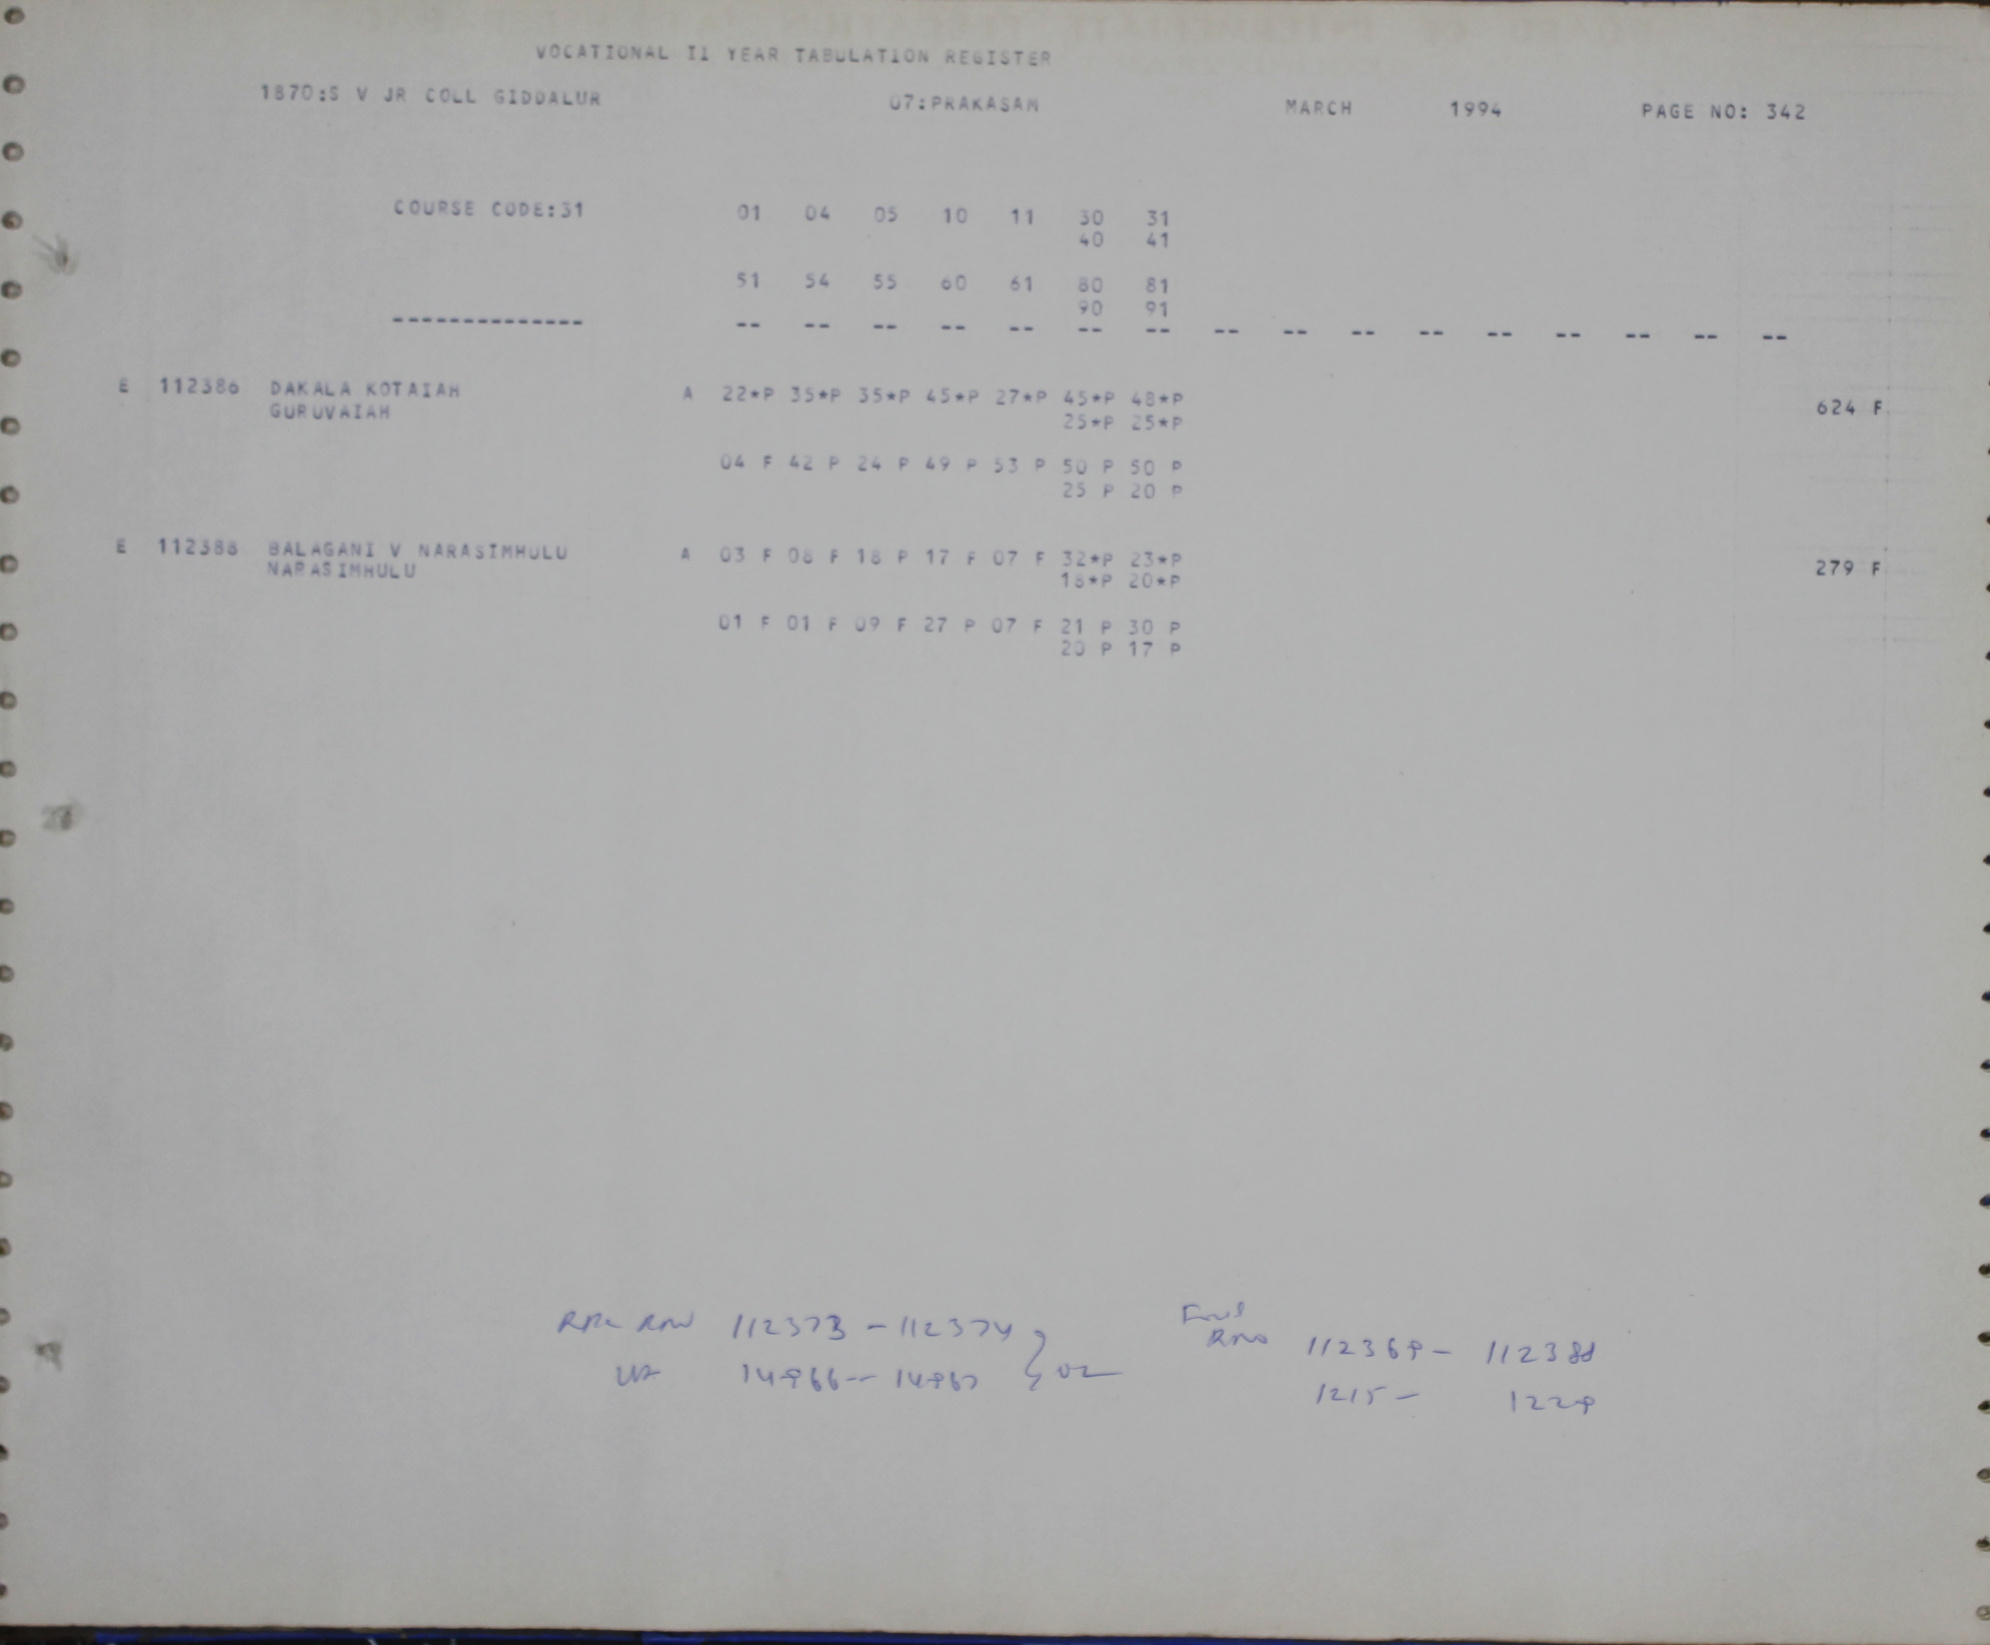 VOCATIONAL II YEAR TABULATION REGISTER
1870:S V JR COLL GIDDALUR 07:PRAKASAM MARCH 1994 PAGE NO: 342
COURSE CODE:31 01 04 05 10 11 30 31
40 41
51 54 55 60 61 80 81
90 91
-------------- -- -- -- -- -- -- -- -- -- -- -- -- -- -- -- --
E 112386 DAKALA KOTAIAH A 22*P 35*P 35*P 45*P 27*P 45*P 48*P 624 F
GURUVAIAH 25*P 25*P
04 F 42 P 24 P 49 P 53 P 50 P 50 P
25 P 20 P
E 112388 BALAGANI V NARASIMHULU A 03 F 08 F 18 P 17 F 07 F 32*P 23*P 279 F
NARASIMHULU 18*P 20*P
01 F 01 F 09 F 27 P 07 F 21 P 30 P
20 P 17 P
112373 - 112374
02
112369 - 112388
1215 - 1229